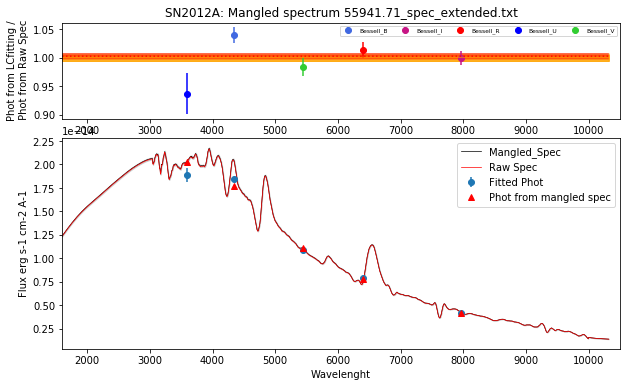 SN2012A: Mangled spectrum 55941.71_spec_extended.txt
Phot from LCfitting /
Phot from Raw Spec
1.05
1.00
0.95
0.90
Bessell_B
Bessell_I
Bessell_R
Bessell_U
Bessell_V
2000 3000 4000 5000 6000 7000 8000 9000 10000
1e−14
Flux erg s-1 cm-2 A-1
2.25
2.00
1.75
1.50
1.25
1.00
0.75
0.50
0.25
Mangled_Spec
Raw Spec
Fitted Phot
Phot from mangled spec
2000 3000 4000 5000 6000 7000 8000 9000 10000
Wavelenght